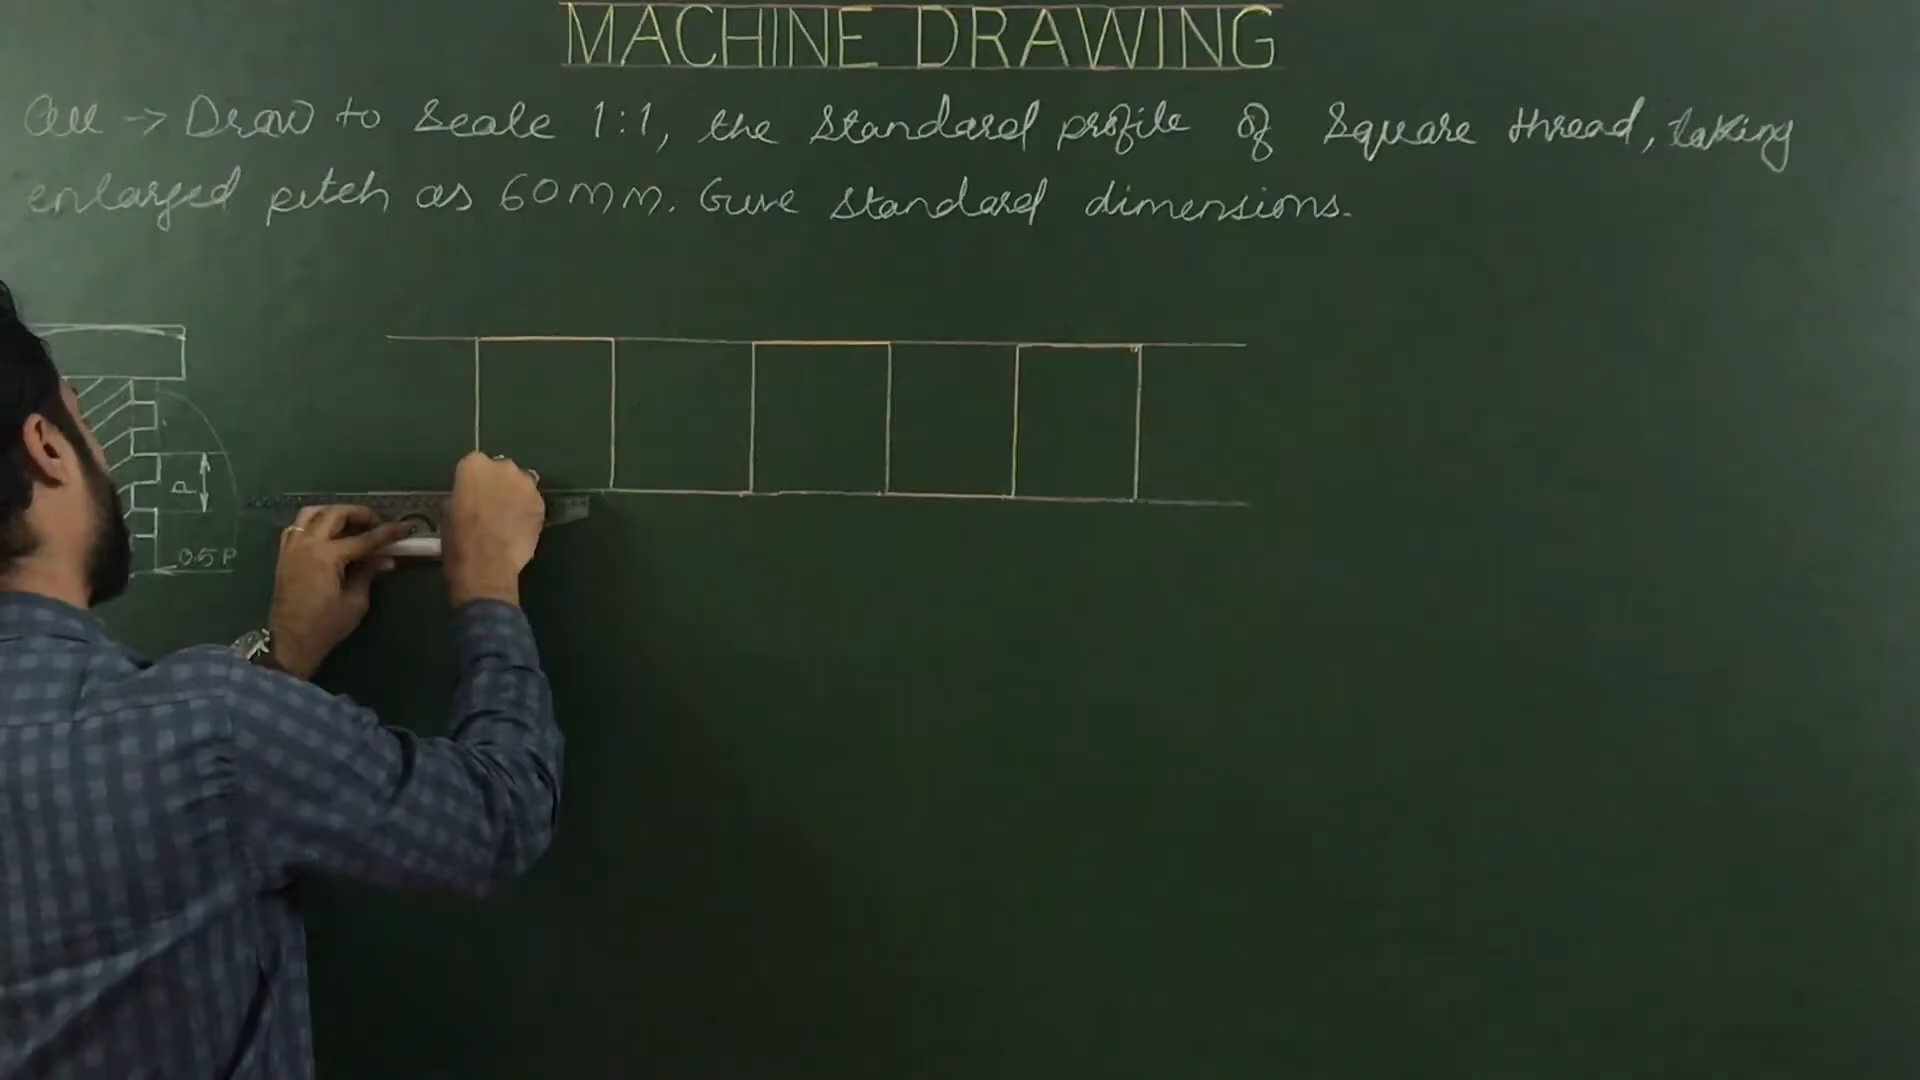 MACHINE DRAWING
Que → Draw to Scale 1:1, the standard profile of Square thread, taking
enlarged pitch as 60mm. Give standard dimensions.
P
0.5P